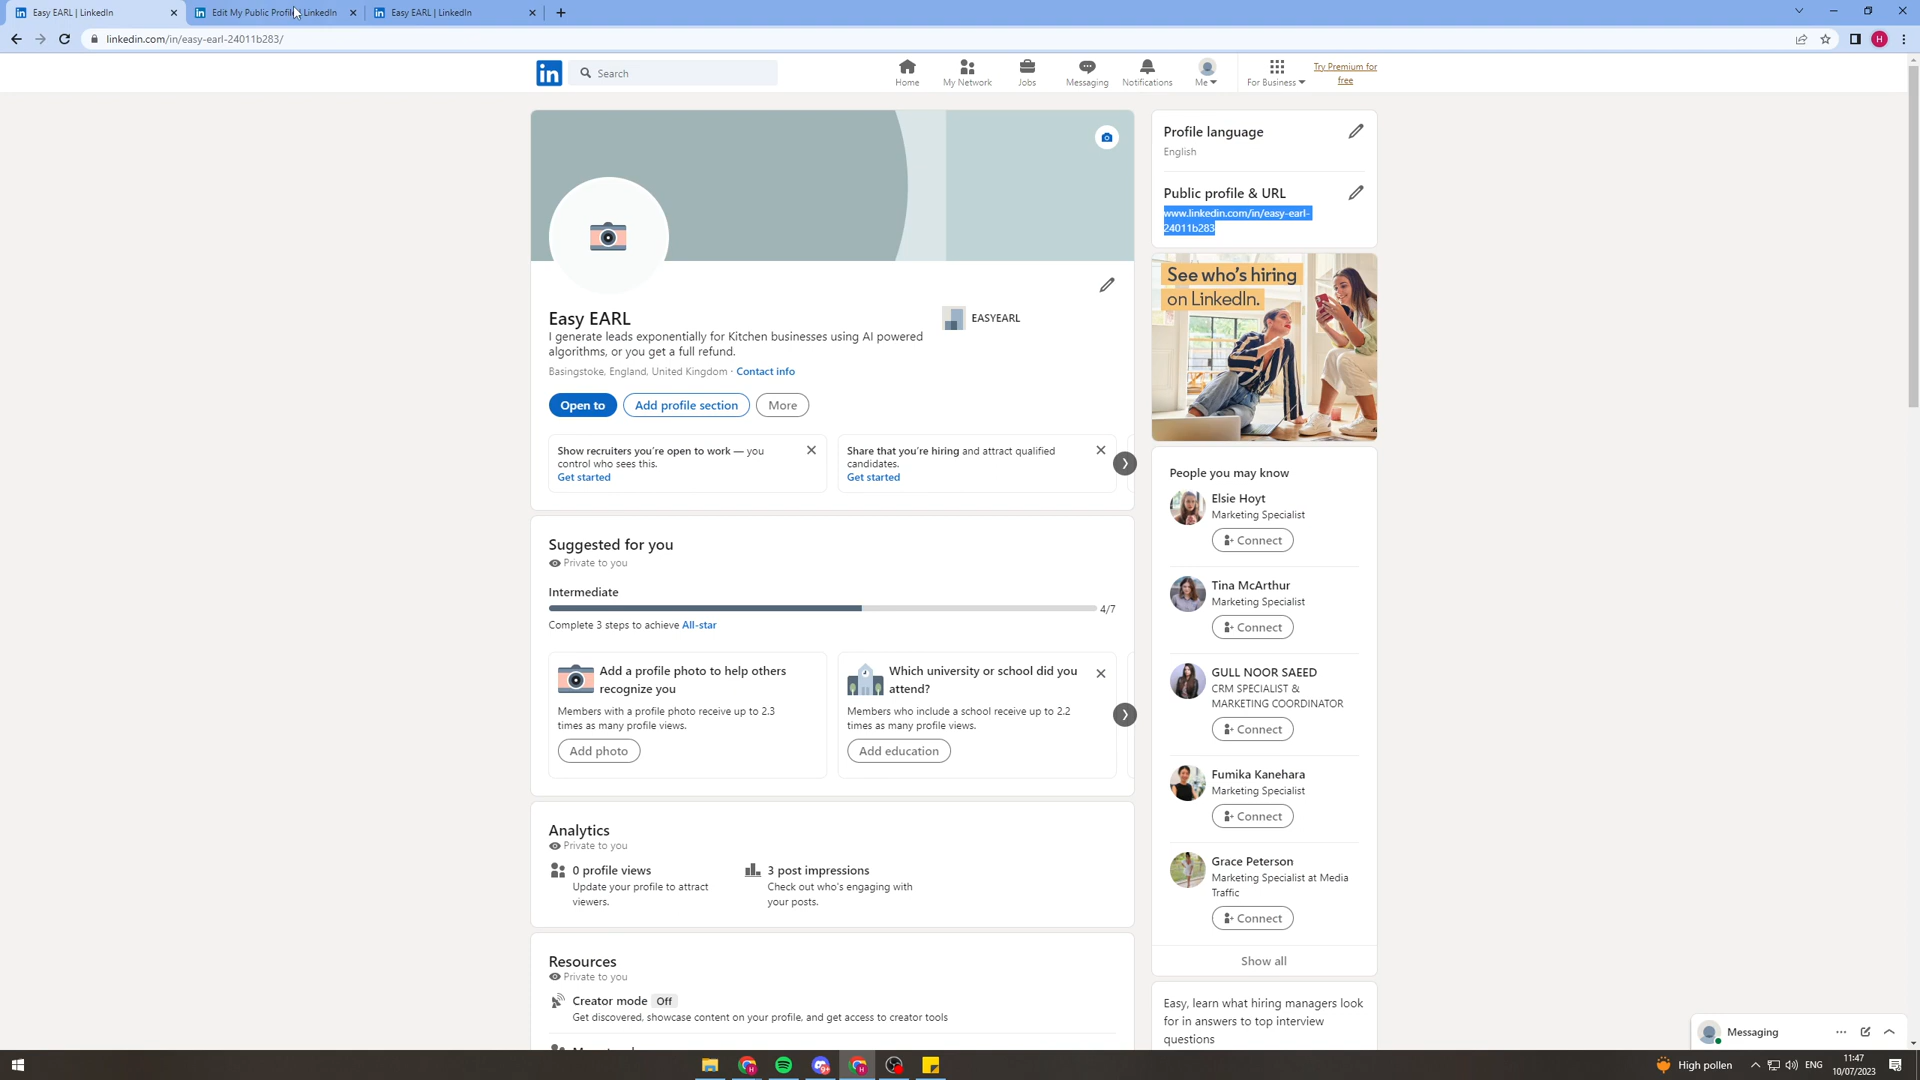 Easy EARL | LinkedIn
Edit My Public Profile | LinkedIn
Easy EARL | LinkedIn
linkedin.com/in/easy-earl-24011b283/
H
in
Search
Home
My Network
Jobs
Messaging
Notifications
Me
For Business
Try Premium for
free
Profile language
English
Public profile & URL
www.linkedin.com/in/easy-earl-
24011b283
See who's hiring
on LinkedIn.
Easy EARL
EASYEARL
I generate leads exponentially for Kitchen businesses using AI powered
algorithms, or you get a full refund.
Basingstoke, England, United Kingdom · Contact info
Open to
Add profile section
More
Show recruiters you're open to work — you
control who sees this.
Get started
Share that you're hiring and attract qualified
candidates.
Get started
Suggested for you
Private to you
Intermediate
4/7
Complete 3 steps to achieve All-star
Add a profile photo to help others
recognize you
Members with a profile photo receive up to 2.3
times as many profile views.
Add photo
Which university or school did you
attend?
Members who include a school receive up to 2.2
times as many profile views.
Add education
Analytics
Private to you
0 profile views
Update your profile to attract
viewers.
3 post impressions
Check out who's engaging with
your posts.
Resources
Private to you
Creator mode Off
Get discovered, showcase content on your profile, and get access to creator tools
People you may know
Elsie Hoyt
Marketing Specialist
Connect
Tina McArthur
Marketing Specialist
Connect
GULL NOOR SAEED
CRM SPECIALIST &
MARKETING COORDINATOR
Connect
Fumika Kanehara
Marketing Specialist
Connect
Grace Peterson
Marketing Specialist at Media
Traffic
Connect
Show all
Easy, learn what hiring managers look
for in answers to top interview
questions
Messaging
High pollen
ENG
11:47
10/07/2023